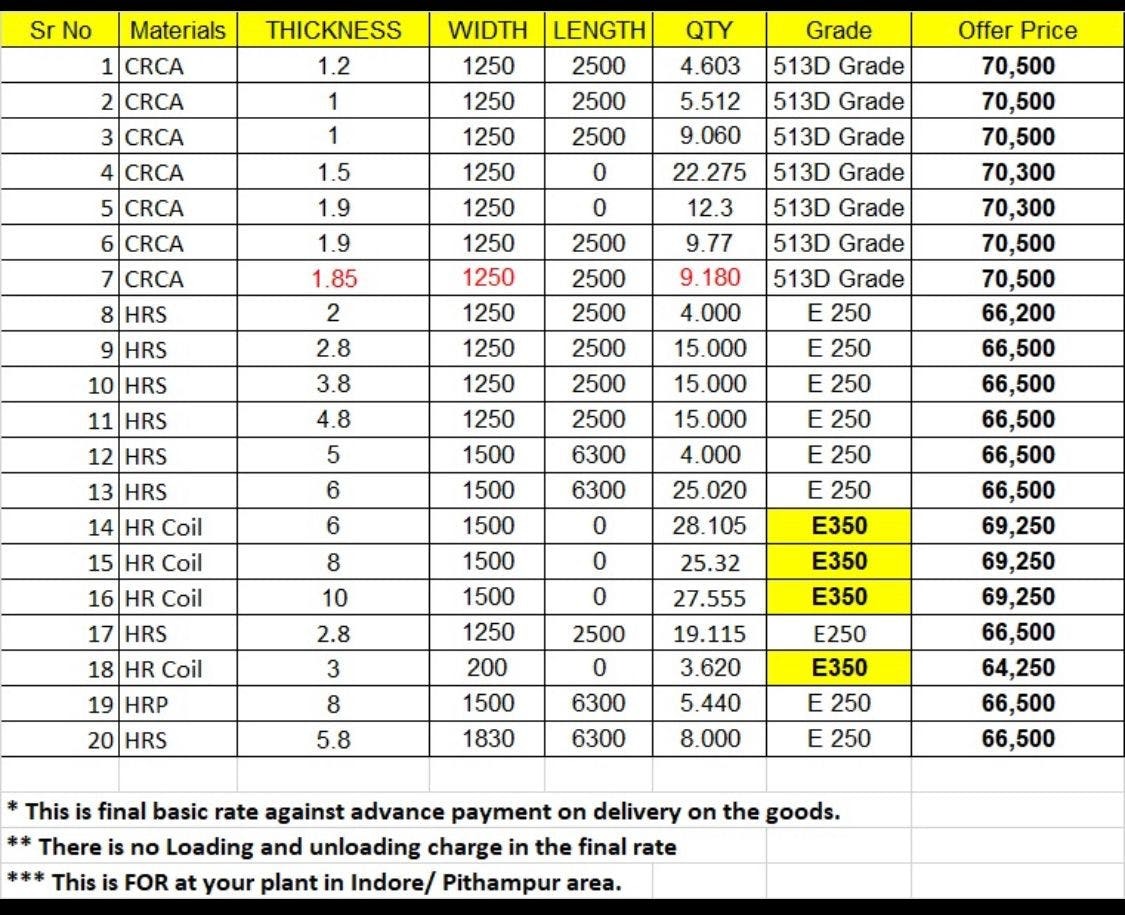 Sr No Materials THICKNESS WIDTH LENGTH QTY Grade Offer Price
1 CRCA 1.2 1250 2500 4.603 513D Grade 70,500
2 CRCA 1 1250 2500 5.512 513D Grade 70,500
3 CRCA 1 1250 2500 9.060 513D Grade 70,500
4 CRCA 1.5 1250 0 22.275 513D Grade 70,300
5 CRCA 1.9 1250 0 12.3 513D Grade 70,300
6 CRCA 1.9 1250 2500 9.77 513D Grade 70,500
7 CRCA 1.85 1250 2500 9.180 513D Grade 70,500
8 HRS 2 1250 2500 4.000 E 250 66,200
9 HRS 2.8 1250 2500 15.000 E 250 66,500
10 HRS 3.8 1250 2500 15.000 E 250 66,500
11 HRS 4.8 1250 2500 15.000 E 250 66,500
12 HRS 5 1500 6300 4.000 E 250 66,500
13 HRS 6 1500 6300 25.020 E 250 66,500
14 HR Coil 6 1500 0 28.105 E350 69,250
15 HR Coil 8 1500 0 25.32 E350 69,250
16 HR Coil 10 1500 0 27.555 E350 69,250
17 HRS 2.8 1250 2500 19.115 E250 66,500
18 HR Coil 3 200 0 3.620 E350 64,250
19 HRP 8 1500 6300 5.440 E 250 66,500
20 HRS 5.8 1830 6300 8.000 E 250 66,500
* This is final basic rate against advance payment on delivery on the goods.
** There is no Loading and unloading charge in the final rate
*** This is FOR at your plant in Indore/ Pithampur area.